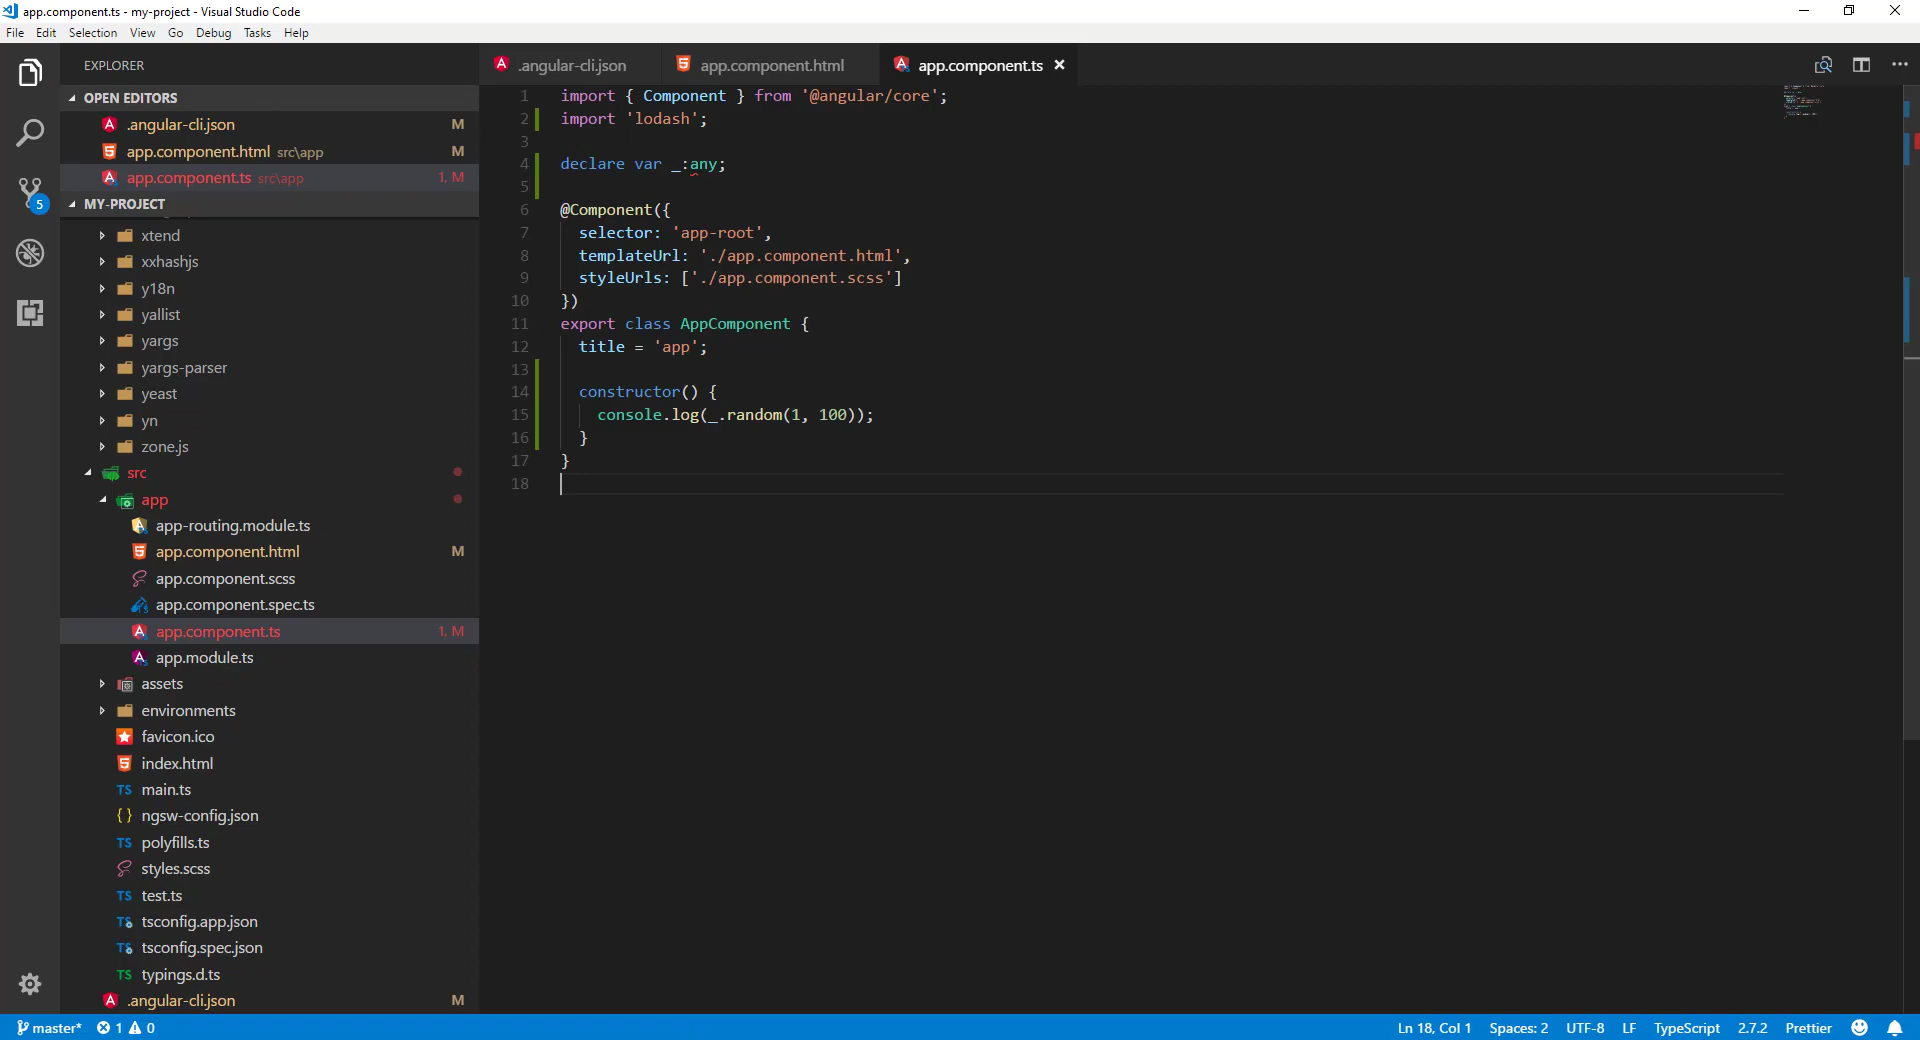 app.component.ts - my-project - Visual Studio Code
File Edit Selection View Go Debug Tasks Help
EXPLORER
OPEN EDITORS
.angular-cli.json M
app.component.html src\app M
app.component.ts src\app 1, M
MY-PROJECT
xtend
xxhashjs
y18n
yallist
yargs
yargs-parser
yeast
yn
zone.js
src
app
app-routing.module.ts
app.component.html M
app.component.scss
app.component.spec.ts
app.component.ts 1, M
app.module.ts
assets
environments
favicon.ico
index.html
TS main.ts
{ } ngsw-config.json
TS polyfills.ts
styles.scss
TS test.ts
tsconfig.app.json
tsconfig.spec.json
TS typings.d.ts
.angular-cli.json M
5
.angular-cli.json app.component.html app.component.ts
1 import { Component } from '@angular/core';
2 import 'lodash';
3
4 declare var _:any;
5
6 @Component({
7 selector: 'app-root',
8 templateUrl: './app.component.html',
9 styleUrls: ['./app.component.scss']
10 })
11 export class AppComponent {
12 title = 'app';
13
14 constructor() {
15 console.log(_.random(1, 100));
16 }
17 }
18
master* 1 0 Ln 18, Col 1 Spaces: 2 UTF-8 LF TypeScript 2.7.2 Prettier